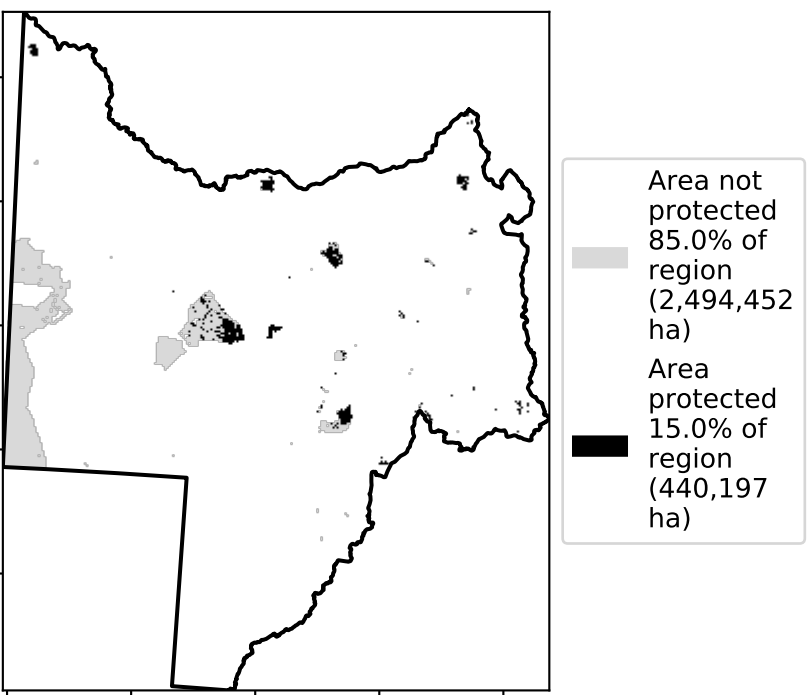 Area not
protected
85.0% of
region
(2,494,452
ha)
Area
protected
15.0% of
region
(440,197
ha)